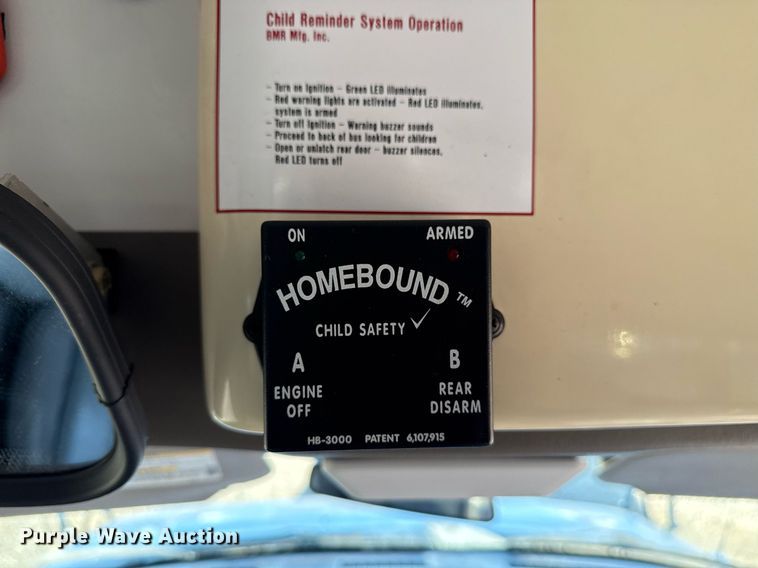 Child Reminder System Operation
BMR Mfg. Inc.
- Turn on Ignition - Green LED illuminates
- Red warning lights are activated - Red LED illuminates,
system is armed
- Turn off Ignition - Warning buzzer sounds
- Proceed to back of bus looking for children
- Open or unlatch rear door - buzzer silences,
Red LED turns off
ON ARMED
HOMEBOUND ™
CHILD SAFETY ✓
A B
ENGINE REAR
OFF DISARM
HB-3000 PATENT 6,107,915
Purple Wave Auction